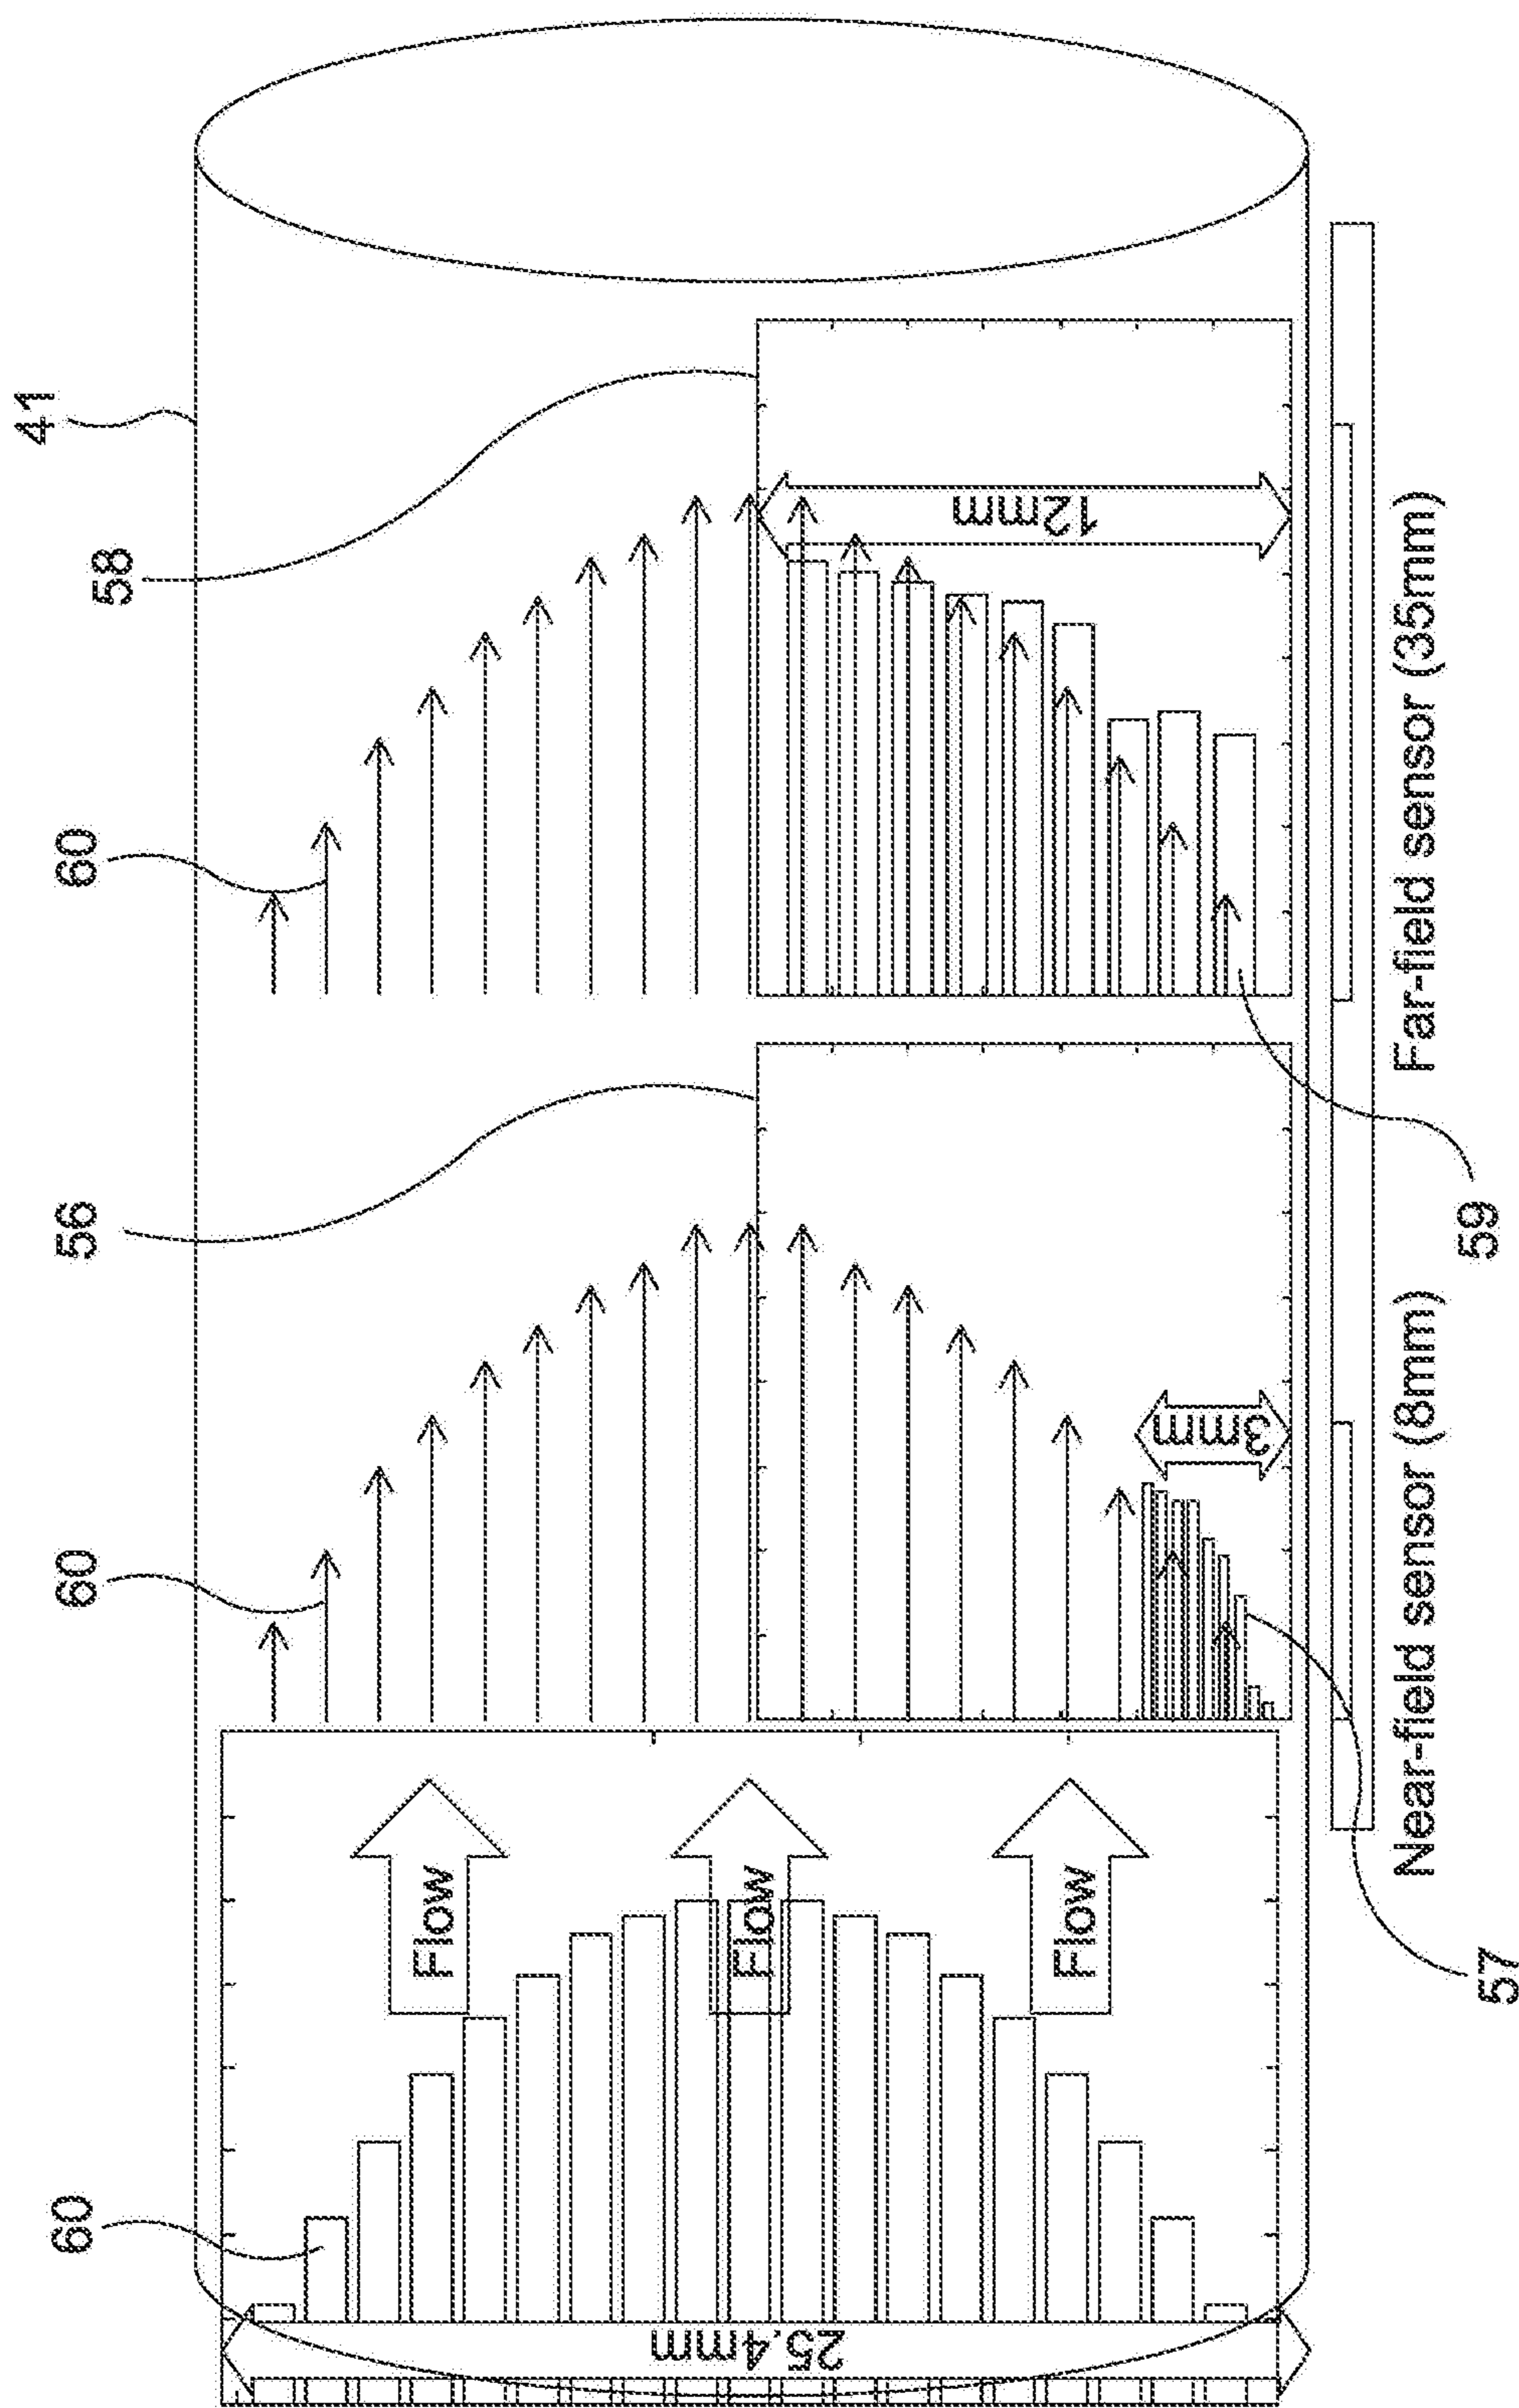 41
58
60
56
60
60
12mm
3mm
Flow
Flow
Flow
25.4mm
Far-field sensor (35mm)
Near-field sensor (8mm)
59
57